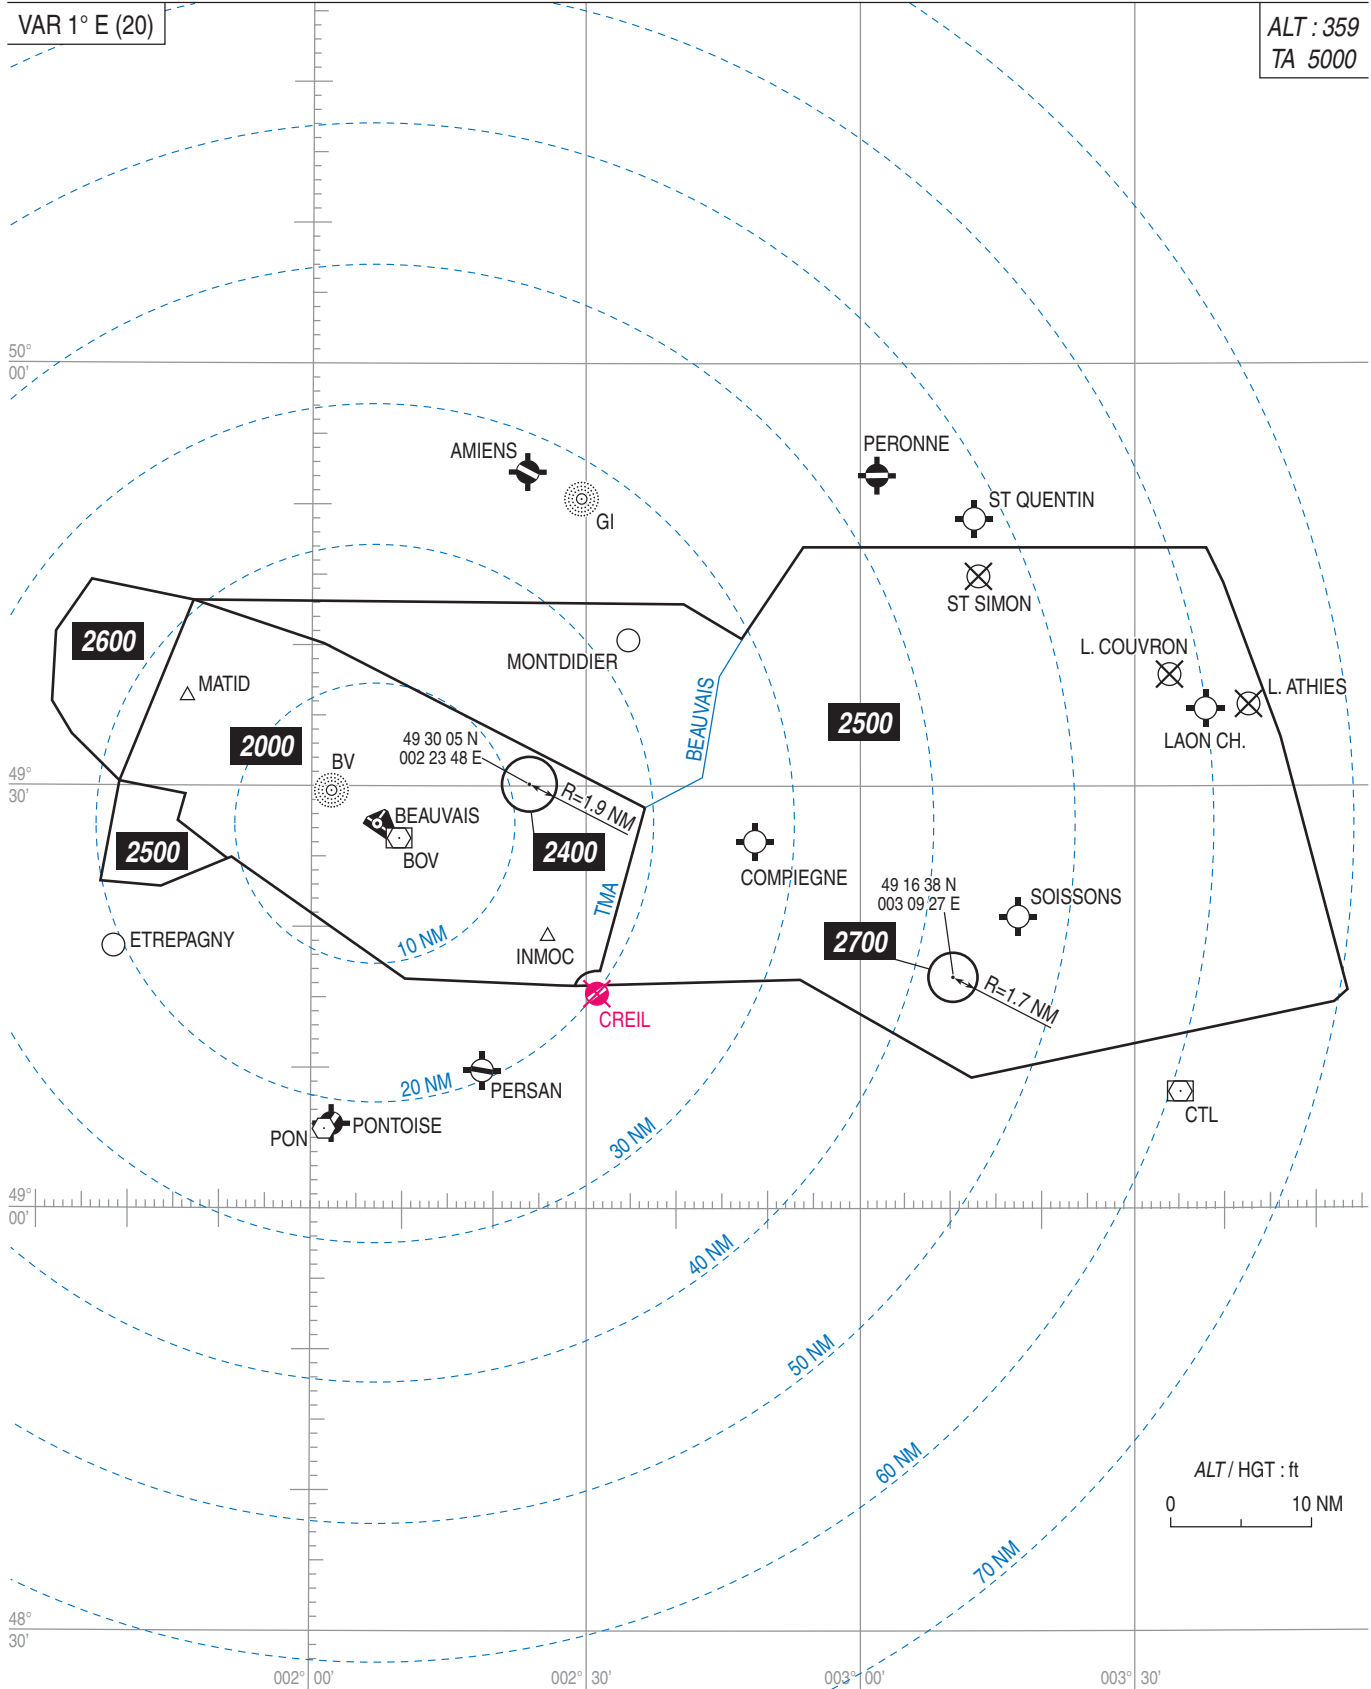 VAR 1° E (20)
ALT : 359
TA 5000
50°
00'
AMIENS
PERONNE
GI
ST QUENTIN
ST SIMON
2600
MONTDIDIER
L. COUVRON
MATID
BEAUVAIS
L. ATHIES
2500
LAON CH.
2000
49 30 05 N
002 23 48 E
BV
49°
30'
R=1.9 NM
BEAUVAIS
2500
BOV
2400
COMPIEGNE
TMA
49 16 38 N
003 09 27 E
SOISSONS
ETREPAGNY
10 NM
INMOC
2700
R=1.7 NM
CREIL
20 NM
PERSAN
CTL
PON
PONTOISE
30 NM
49°
00'
40 NM
50 NM
60 NM
ALT / HGT : ft
0 10 NM
70 NM
48°
30'
002° 00'
002° 30'
003° 00'
003° 30'